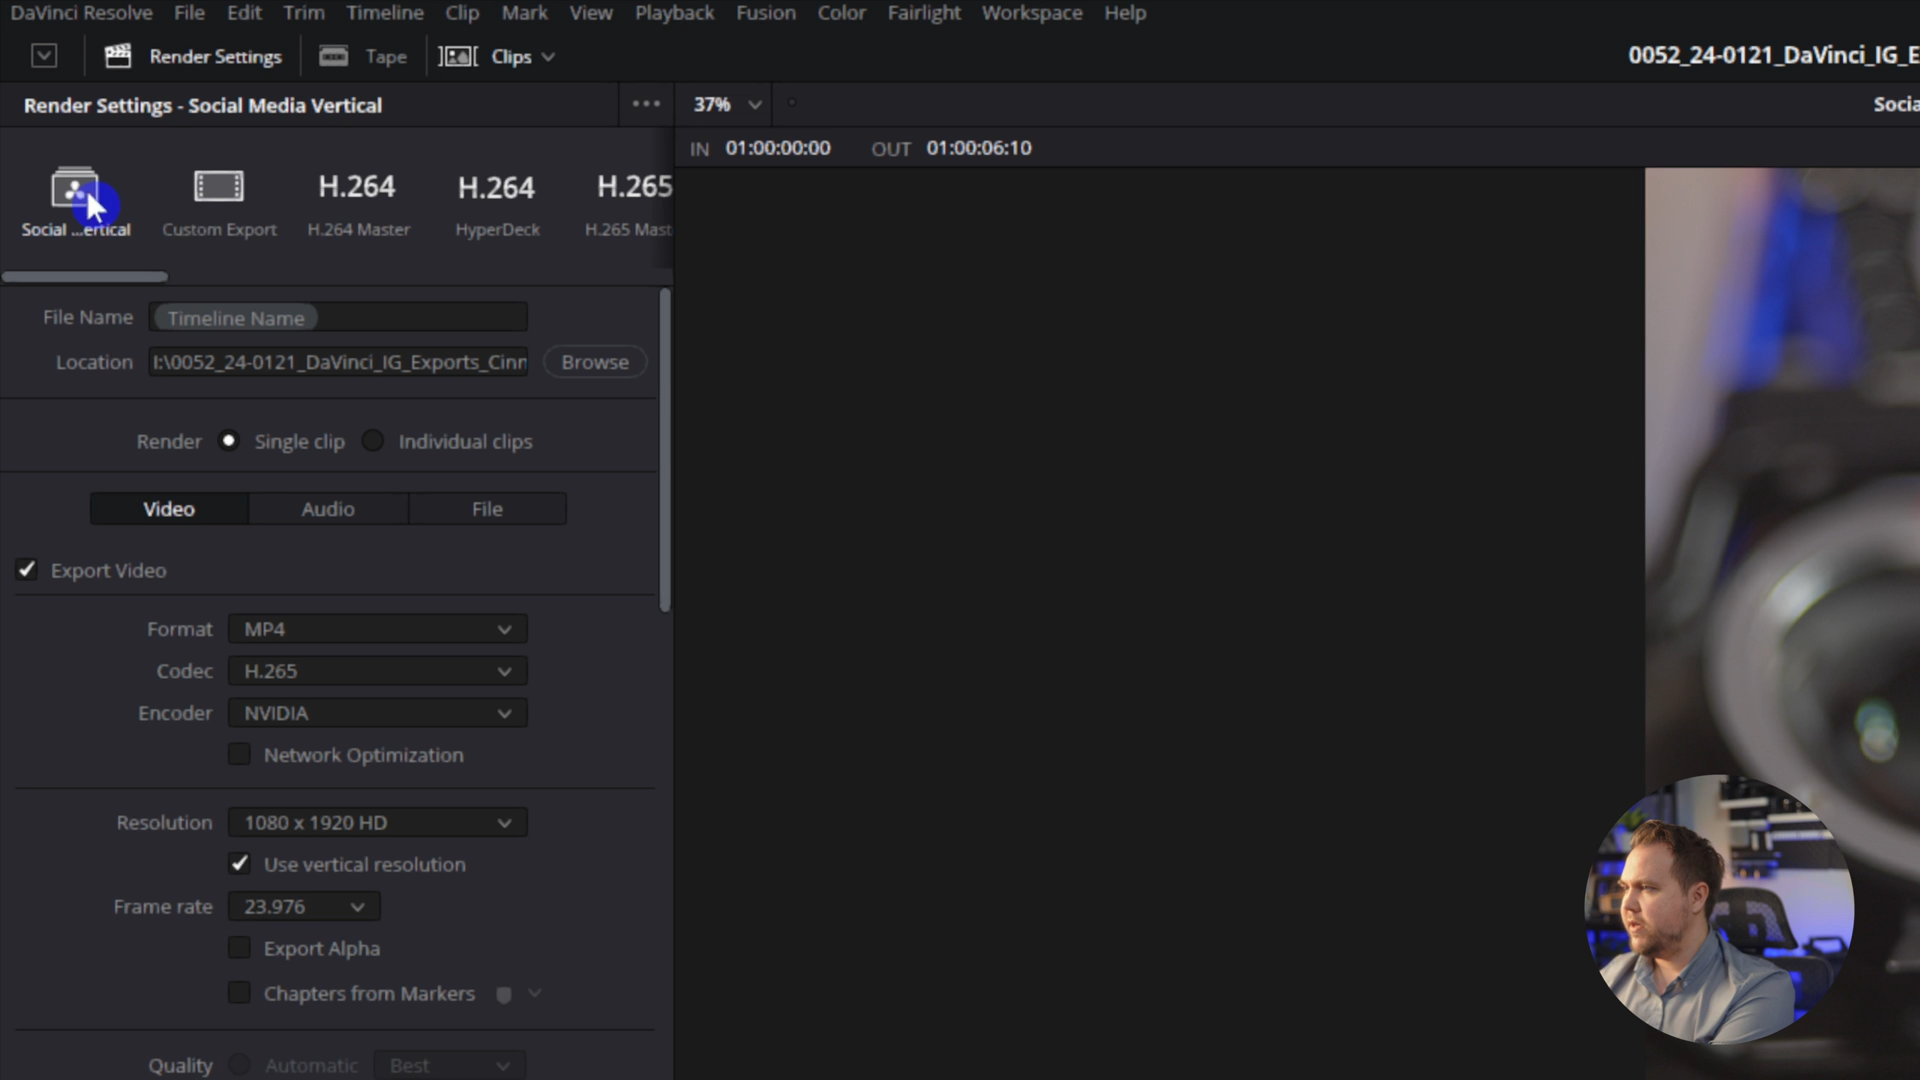 DaVinci Resolve File Edit Trim Timeline Clip Mark View Playback Fusion Color Fairlight Workspace Help
Render Settings Tape Clips 0052_24-0121_DaVinci_IG_E
Render Settings - Social Media Vertical 37% Socia
IN 01:00:00:00 OUT 01:00:06:10
H.264 H.264 H.265
Social ...ertical Custom Export H.264 Master HyperDeck H.265 Mast
File Name Timeline Name
Location I:\0052_24-0121_DaVinci_IG_Exports_Cinn Browse
Render Single clip Individual clips
Video Audio File
Export Video
Format MP4
Codec H.265
Encoder NVIDIA
Network Optimization
Resolution 1080 x 1920 HD
Use vertical resolution
Frame rate 23.976
Export Alpha
Chapters from Markers
Quality Automatic Best